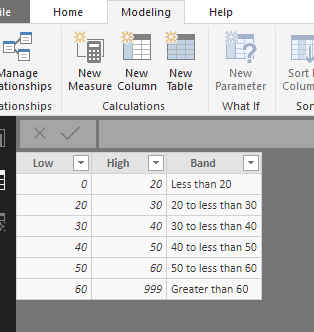 ile Home Modeling Help
Manage New New New New Sort
lationships Measure Column Table Parameter Colum
ationships Calculations What If Sor
Low High Band
0 20 Less than 20
20 30 20 to less than 30
30 40 30 to less than 40
40 50 40 to less than 50
50 60 50 to less than 60
60 999 Greater than 60